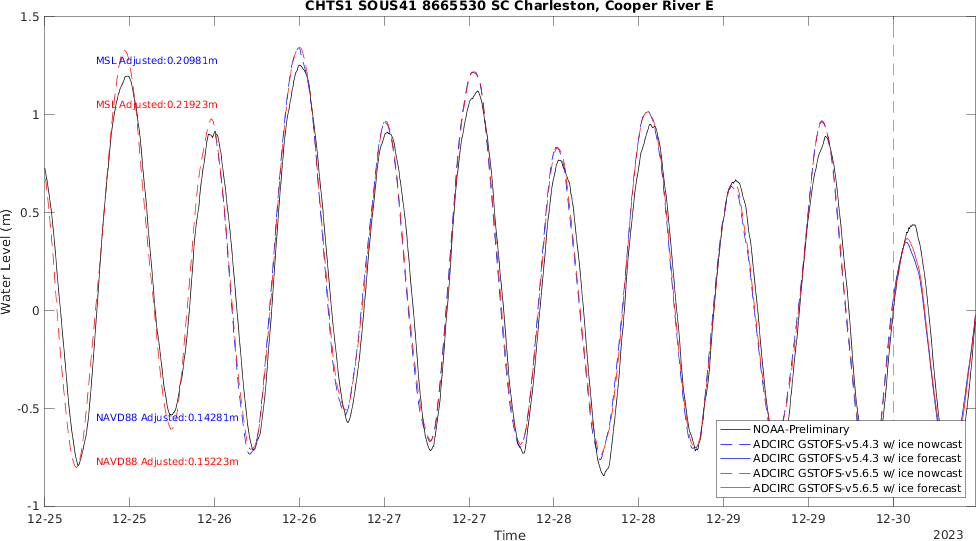 CHTS1 SOUS41 8665530 SC Charleston, Cooper River E
1.5
MSL Adjusted:0.20981m
MSL Adjusted:0.21923m
1
0.5
Water Level (m)
0
-0.5
NAVD88 Adjusted:0.14281m
NAVD88 Adjusted:0.15223m
-1
NOAA-Preliminary
ADCIRC GSTOFS-v5.4.3 w/ ice nowcast
ADCIRC GSTOFS-v5.4.3 w/ ice forecast
ADCIRC GSTOFS-v5.6.5 w/ ice nowcast
ADCIRC GSTOFS-v5.6.5 w/ ice forecast
12-25 12-25 12-26 12-26 12-27 12-27 12-28 12-28 12-29 12-29 12-30
Time
2023